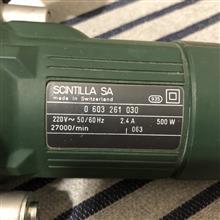 SCINTILLA SA
made in Switzerland
0 603 261 030
220V~ 50/60Hz 2.4 A 500 W
27000/min 063